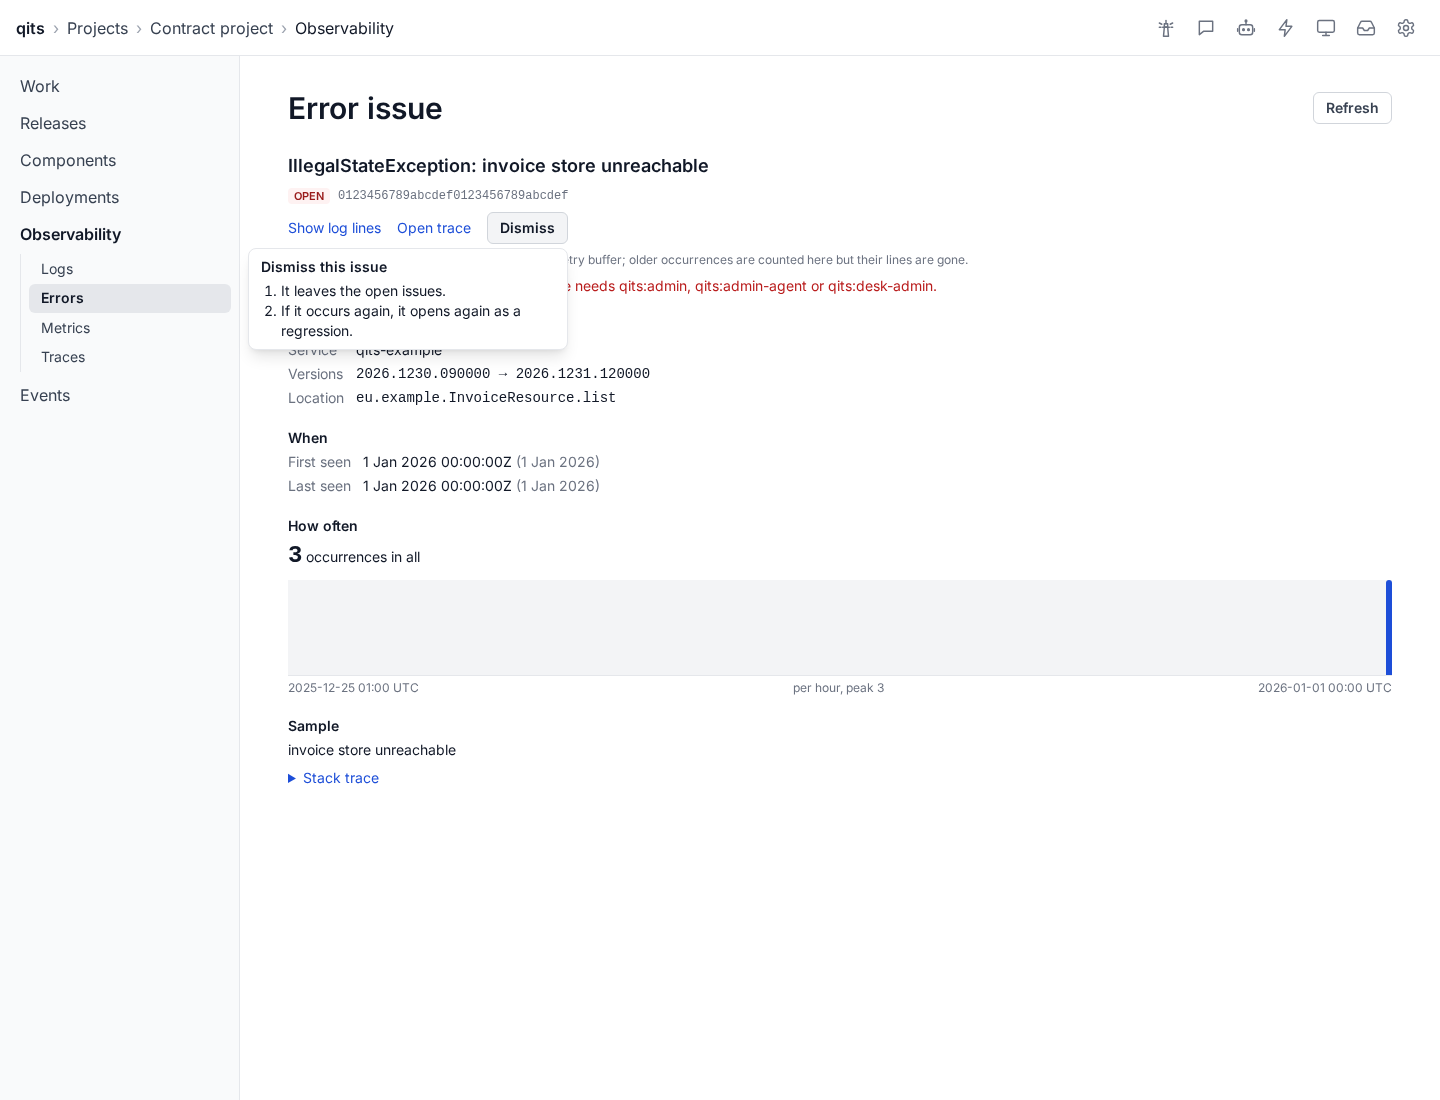 qits › Projects › Contract project › Observability
Work
Releases
Components
Deployments
Observability
Logs
Errors
Metrics
Traces
Events
Error issue
Refresh
IllegalStateException: invoice store unreachable
OPEN 0123456789abcdef0123456789abcdef
Show log lines Open trace Dismiss
buffer; older occurrences are counted here but their lines are gone.
needs qits:admin, qits:admin-agent or qits:desk-admin.
Dismiss this issue
1. It leaves the open issues.
2. If it occurs again, it opens again as a
regression.
Service qits-example
Versions 2026.1230.090000 → 2026.1231.120000
Location eu.example.InvoiceResource.list
When
First seen 1 Jan 2026 00:00:00Z (1 Jan 2026)
Last seen 1 Jan 2026 00:00:00Z (1 Jan 2026)
How often
3 occurrences in all
2025-12-25 01:00 UTC per hour, peak 3 2026-01-01 00:00 UTC
Sample
invoice store unreachable
Stack trace